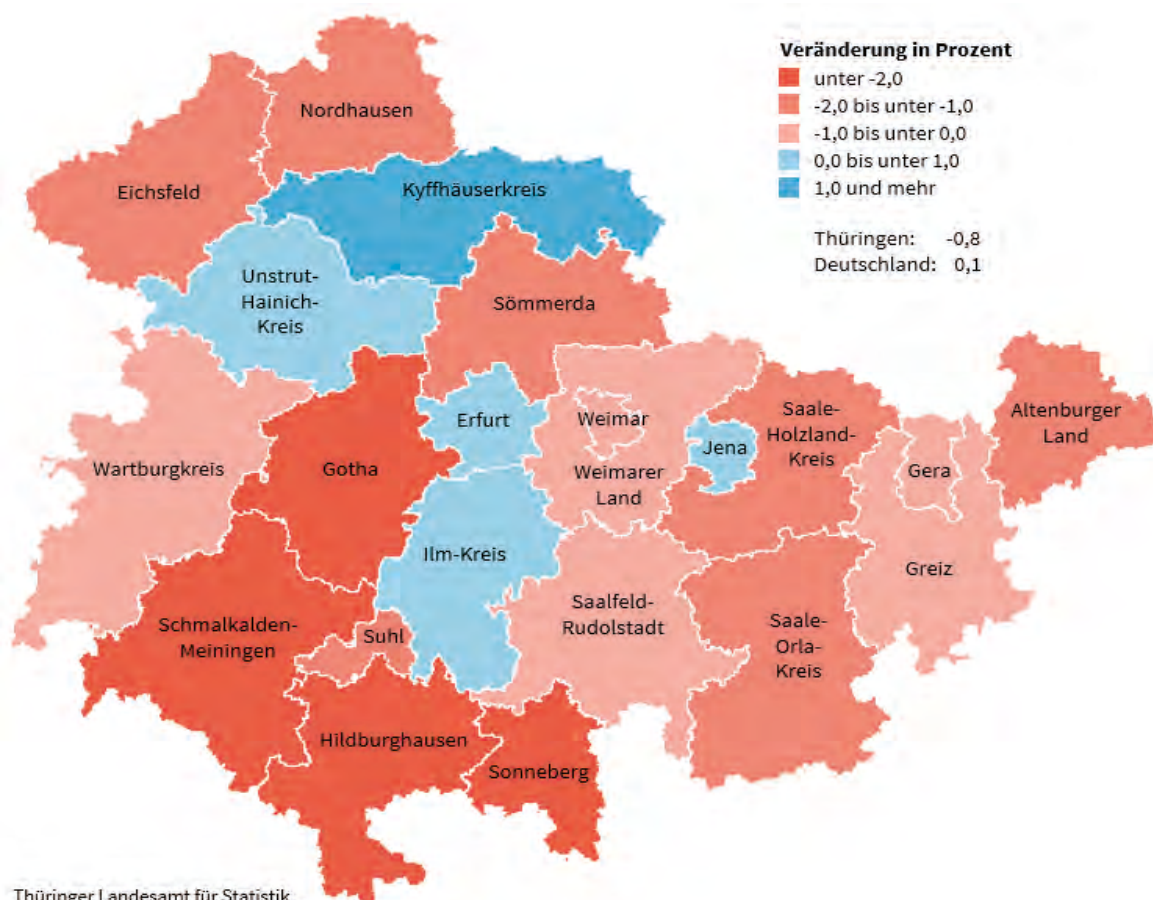 Veränderung in Prozent
unter -2,0
-2,0 bis unter -1,0
-1,0 bis unter 0,0
0,0 bis unter 1,0
1,0 und mehr
Thüringen: -0,8
Deutschland: 0,1
Nordhausen
Eichsfeld
Kyffhäuserkreis
Unstrut-
Hainich-
Kreis
Sömmerda
Wartburgkreis
Gotha
Erfurt
Weimar
Weimarer
Land
Jena
Saale-
Holzland-
Kreis
Gera
Altenburger
Land
Ilm-Kreis
Greiz
Schmalkalden-
Meiningen
Suhl
Saalfeld-
Rudolstadt
Saale-
Orla-
Kreis
Hildburghausen
Sonneberg
Thüringer Landesamt für Statistik